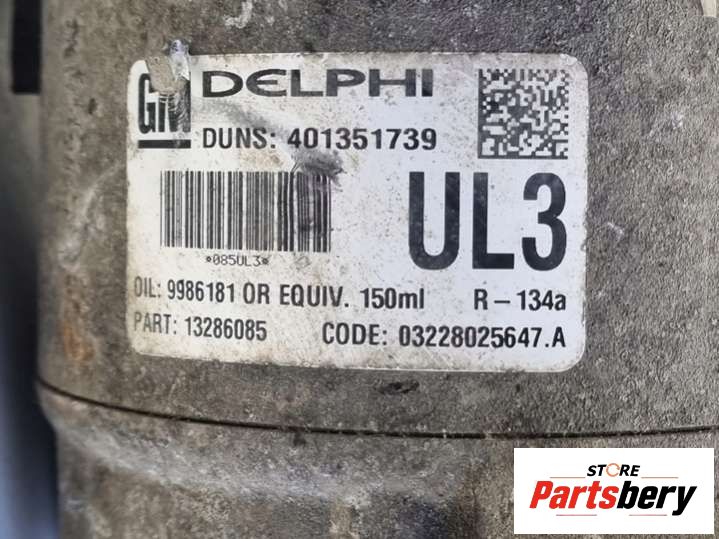 GM DELPHI
DUNS: 401351739
UL3
*085UL3*
OIL: 9986181 OR EQUIV. 150ml R-134a
PART: 13286085 CODE: 03228025647.A
STORE
Partsbery